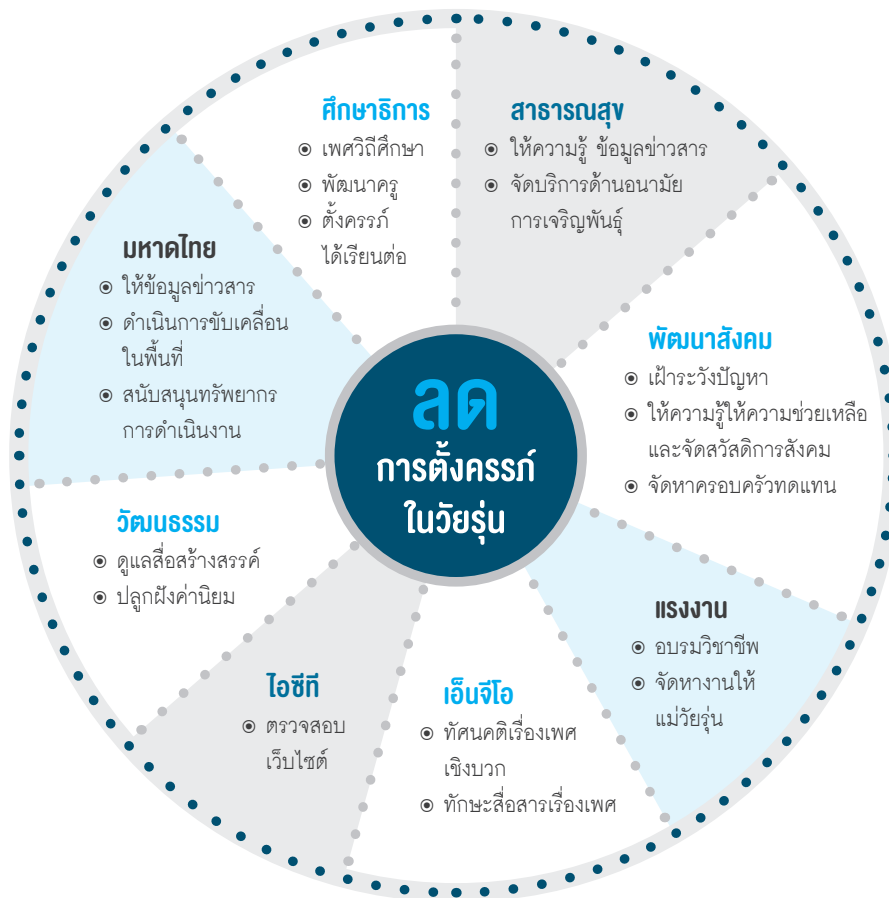 ลด
การตั้งครรภ์
ในวัยรุ่น
สาธารณสุข
๏ ให้ความรู้ ข้อมูลข่าวสาร
๏ จัดบริการด้านอนามัย
การเจริญพันธุ์
พัฒนาสังคม
๏ เฝ้าระวังปัญหา
๏ ให้ความรู้ให้ความช่วยเหลือ
และจัดสวัสดิการสังคม
๏ จัดหาครอบครัวทดแทน
แรงงาน
๏ อบรมวิชาชีพ
๏ จัดหางานให้
แม่วัยรุ่น
เอ็นจีโอ
๏ ทัศนคติเรื่องเพศ
เชิงบวก
๏ ทักษะสื่อสารเรื่องเพศ
ไอซีที
๏ ตรวจสอบ
เว็บไซต์
วัฒนธรรม
๏ ดูแลสื่อสร้างสรรค์
๏ ปลูกฝังค่านิยม
มหาดไทย
๏ ให้ข้อมูลข่าวสาร
๏ ดำเนินการขับเคลื่อน
ในพื้นที่
๏ สนับสนุนทรัพยากร
การดำเนินงาน
ศึกษาธิการ
๏ เพศวิถีศึกษา
๏ พัฒนาครู
๏ ตั้งครรภ์
ได้เรียนต่อ